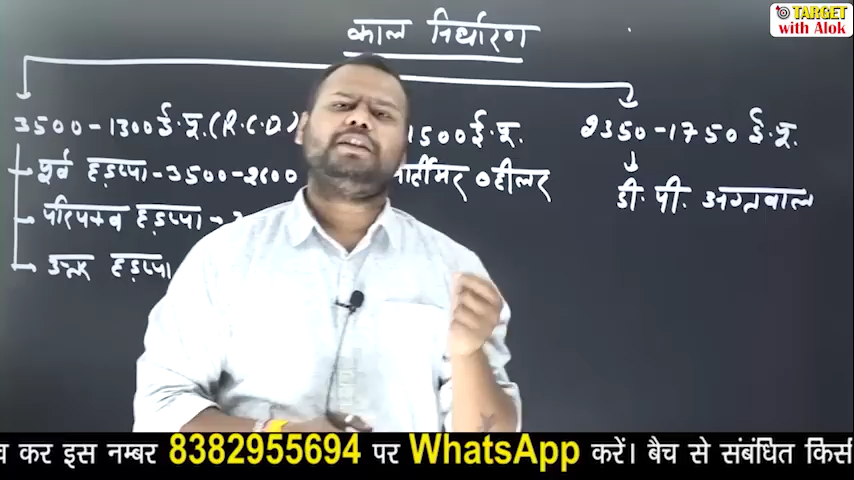 TARGET
with Alok
काल निर्धारण
3500-1300 ई.पू. (R.C.D)
1500 ई.पू.
2350-1750 ई.पू.
पूर्व हड़प्पा - 3500-2600
व्हीलर
डी. पी. अग्रवाल
परिपक्व हड़प्पा -
उत्तर हड़प्पा
कर इस नम्बर 8382955694 पर WhatsApp करें। बैच से संबंधित